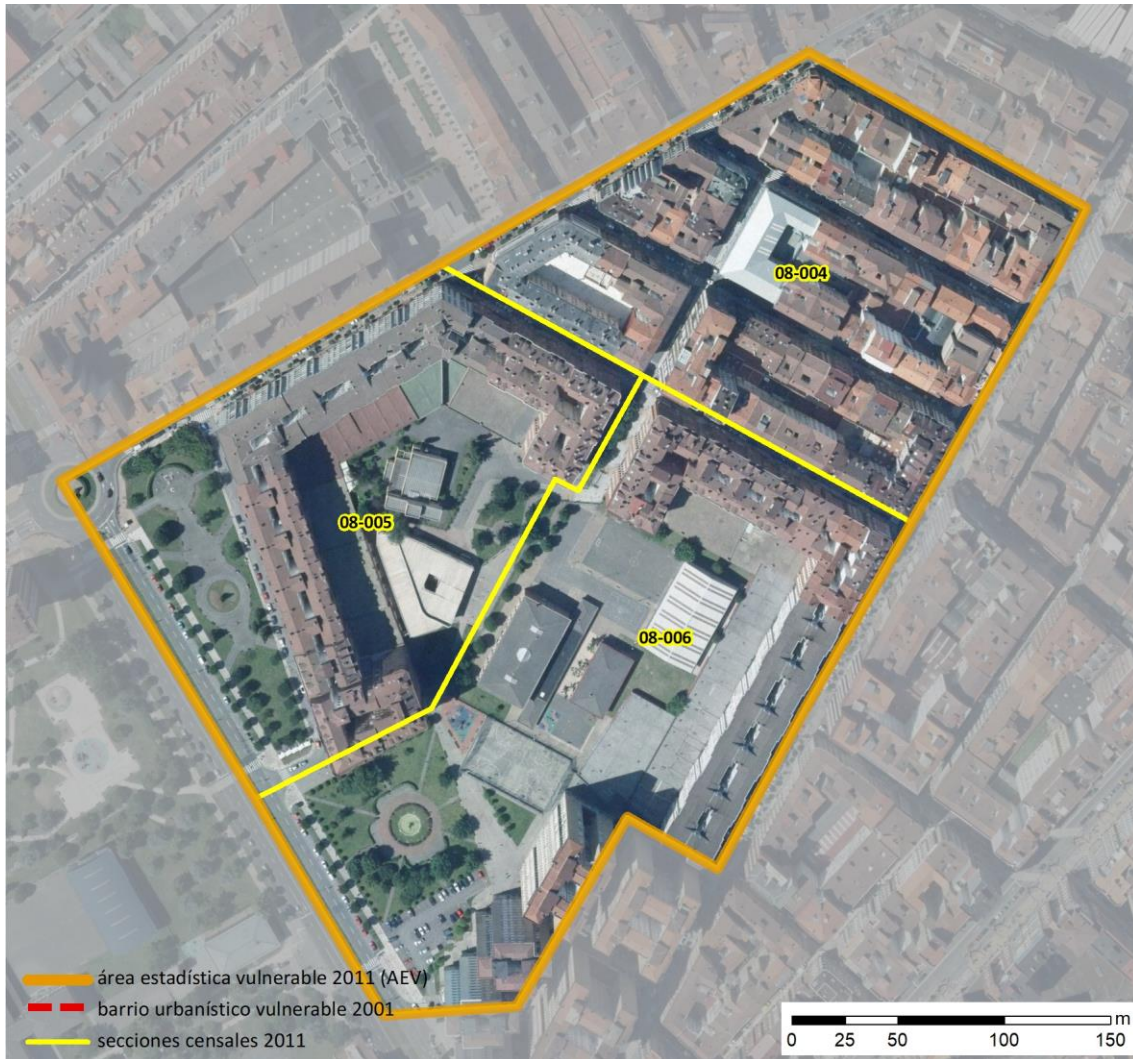 08-004
08-005
08-006
área estadística vulnerable 2011 (AEV)
barrio urbanístico vulnerable 2001
secciones censales 2011
m
0 25 50 100 150